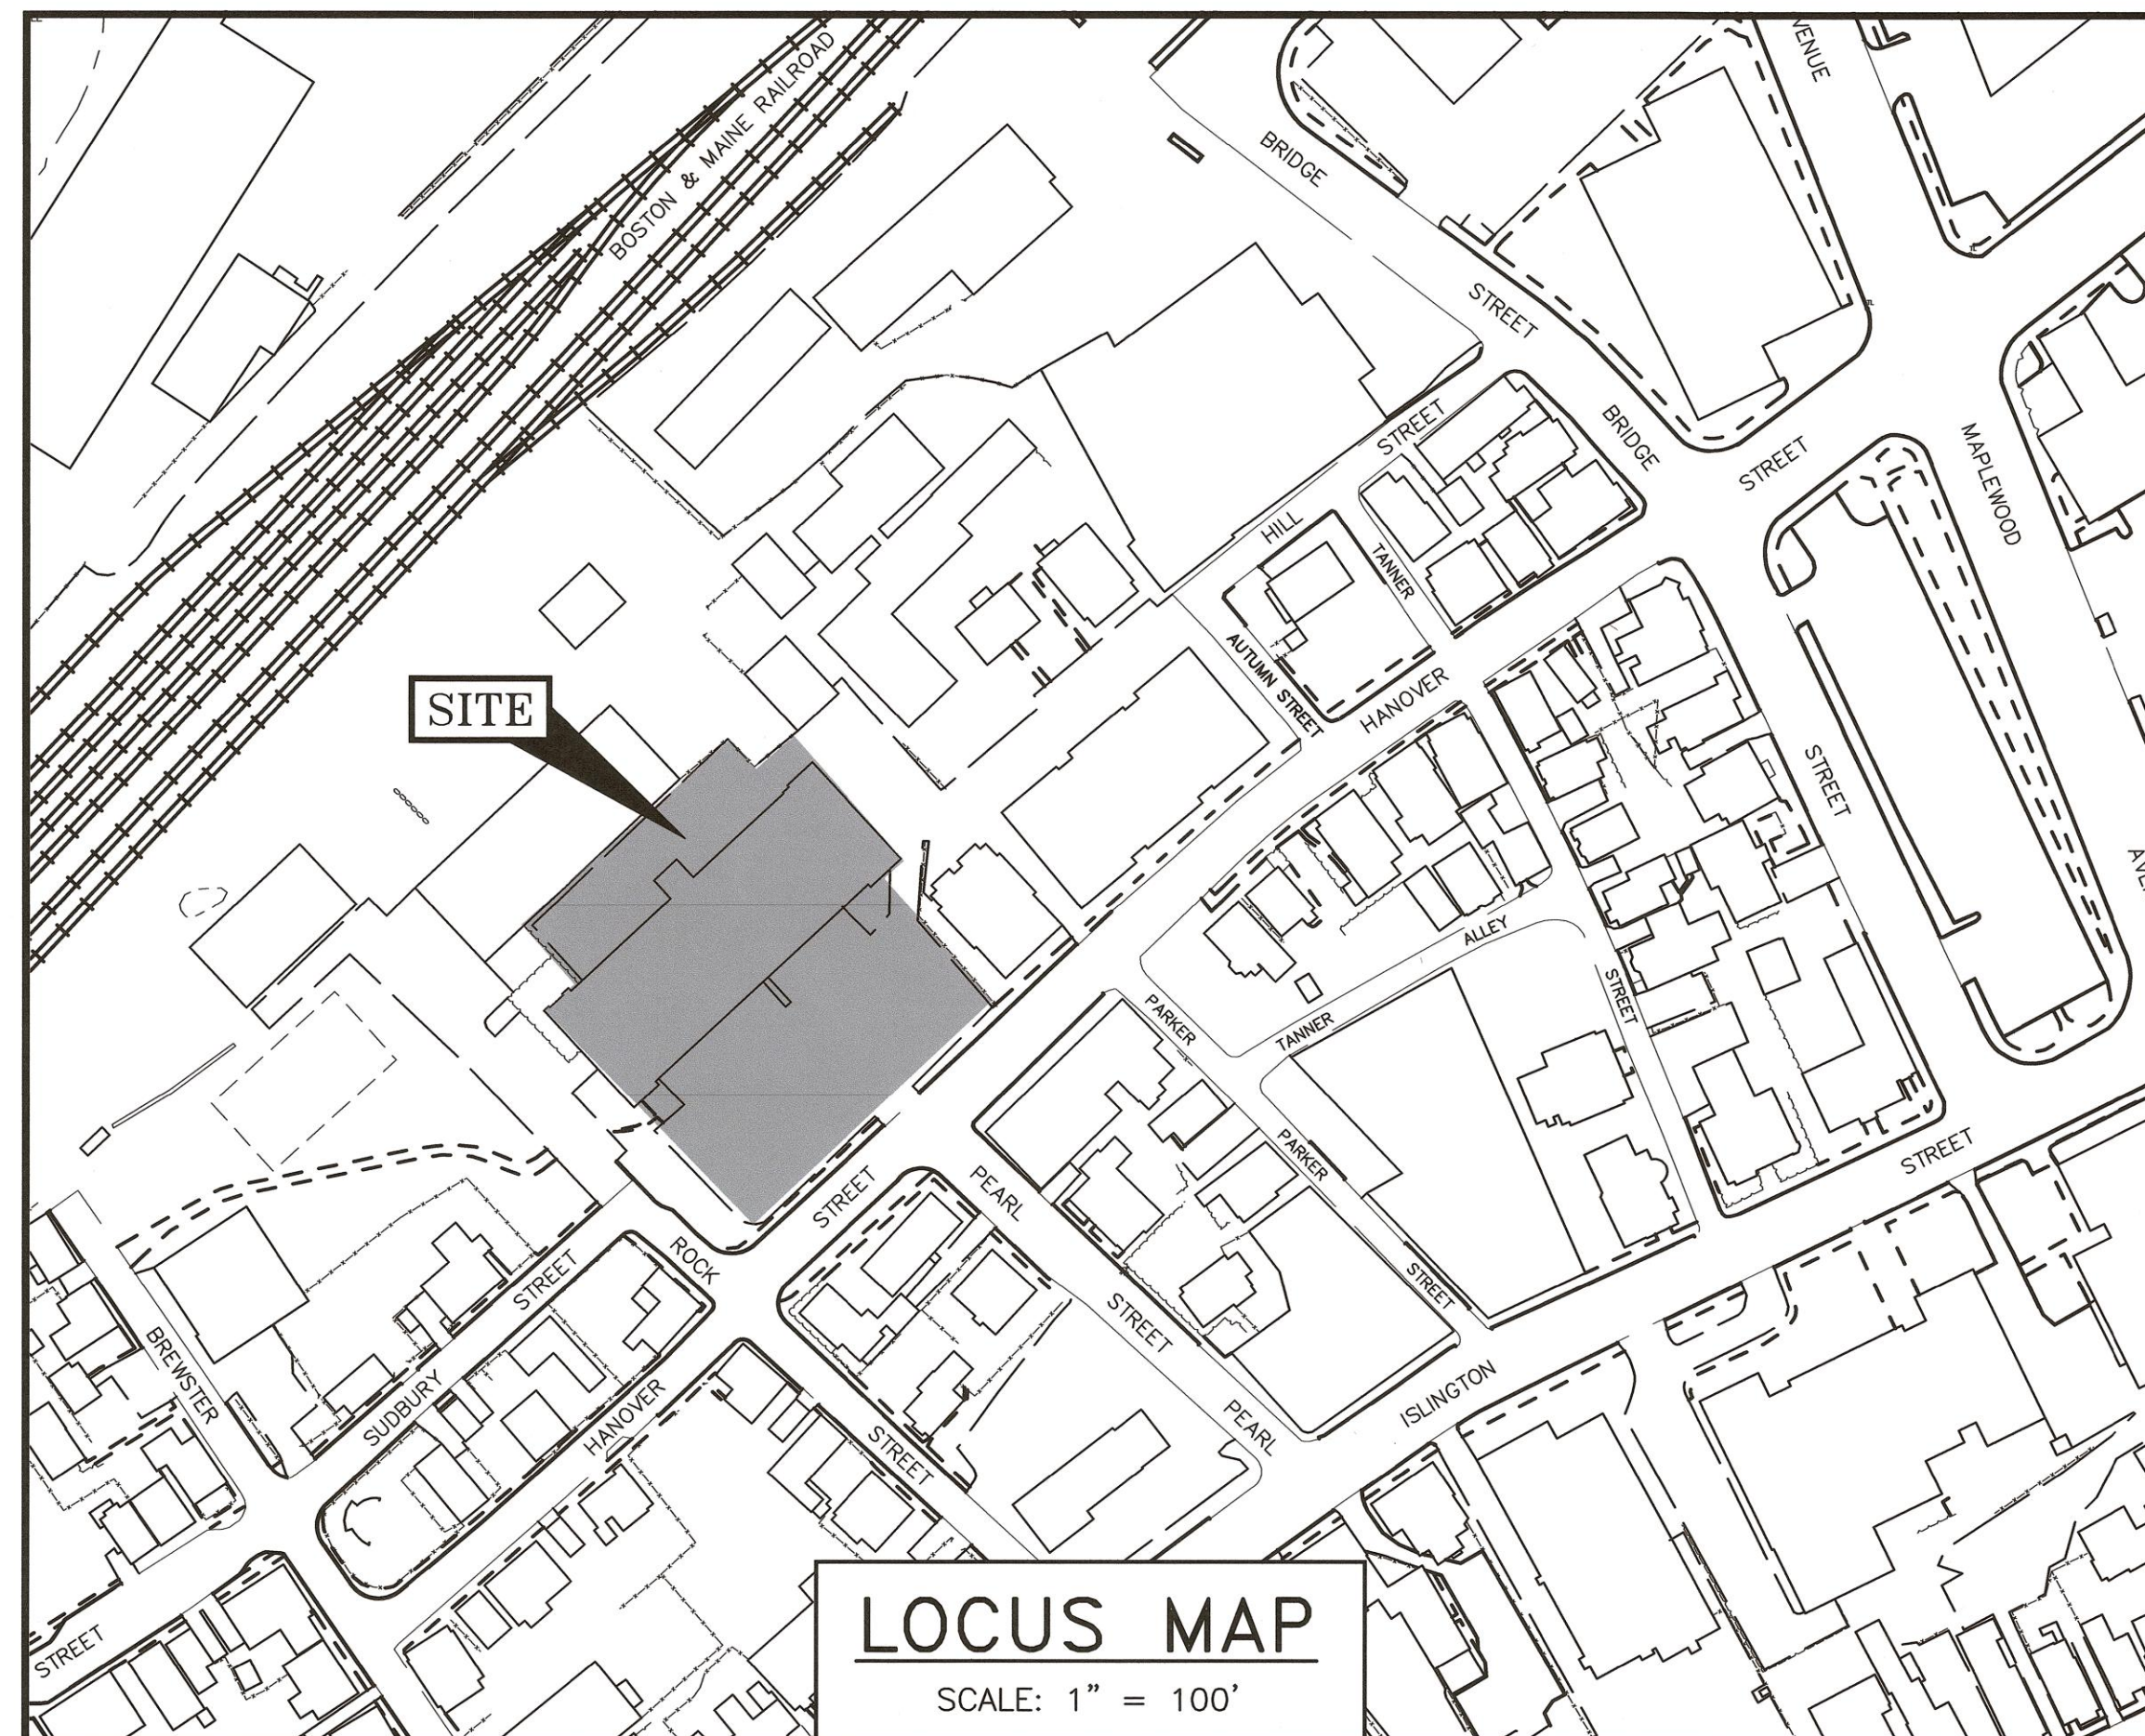 VENUE
BOSTON & MAINE RAILROAD
BRIDGE
STREET
BRIDGE
STREET
STREET
MAPLEWOOD
HILL
TANNER
AUTUMN STREET
HANOVER
SITE
STREET
ALLEY
STREET
PARKER
TANNER
PARKER
STREET
STREET
PEARL
ROCK
STREET
STREET
STREET
BREWSTER
SUDBURY
HANOVER
ISLINGTON
PEARL
STREET
STREET
LOCUS MAP
SCALE: 1" = 100'